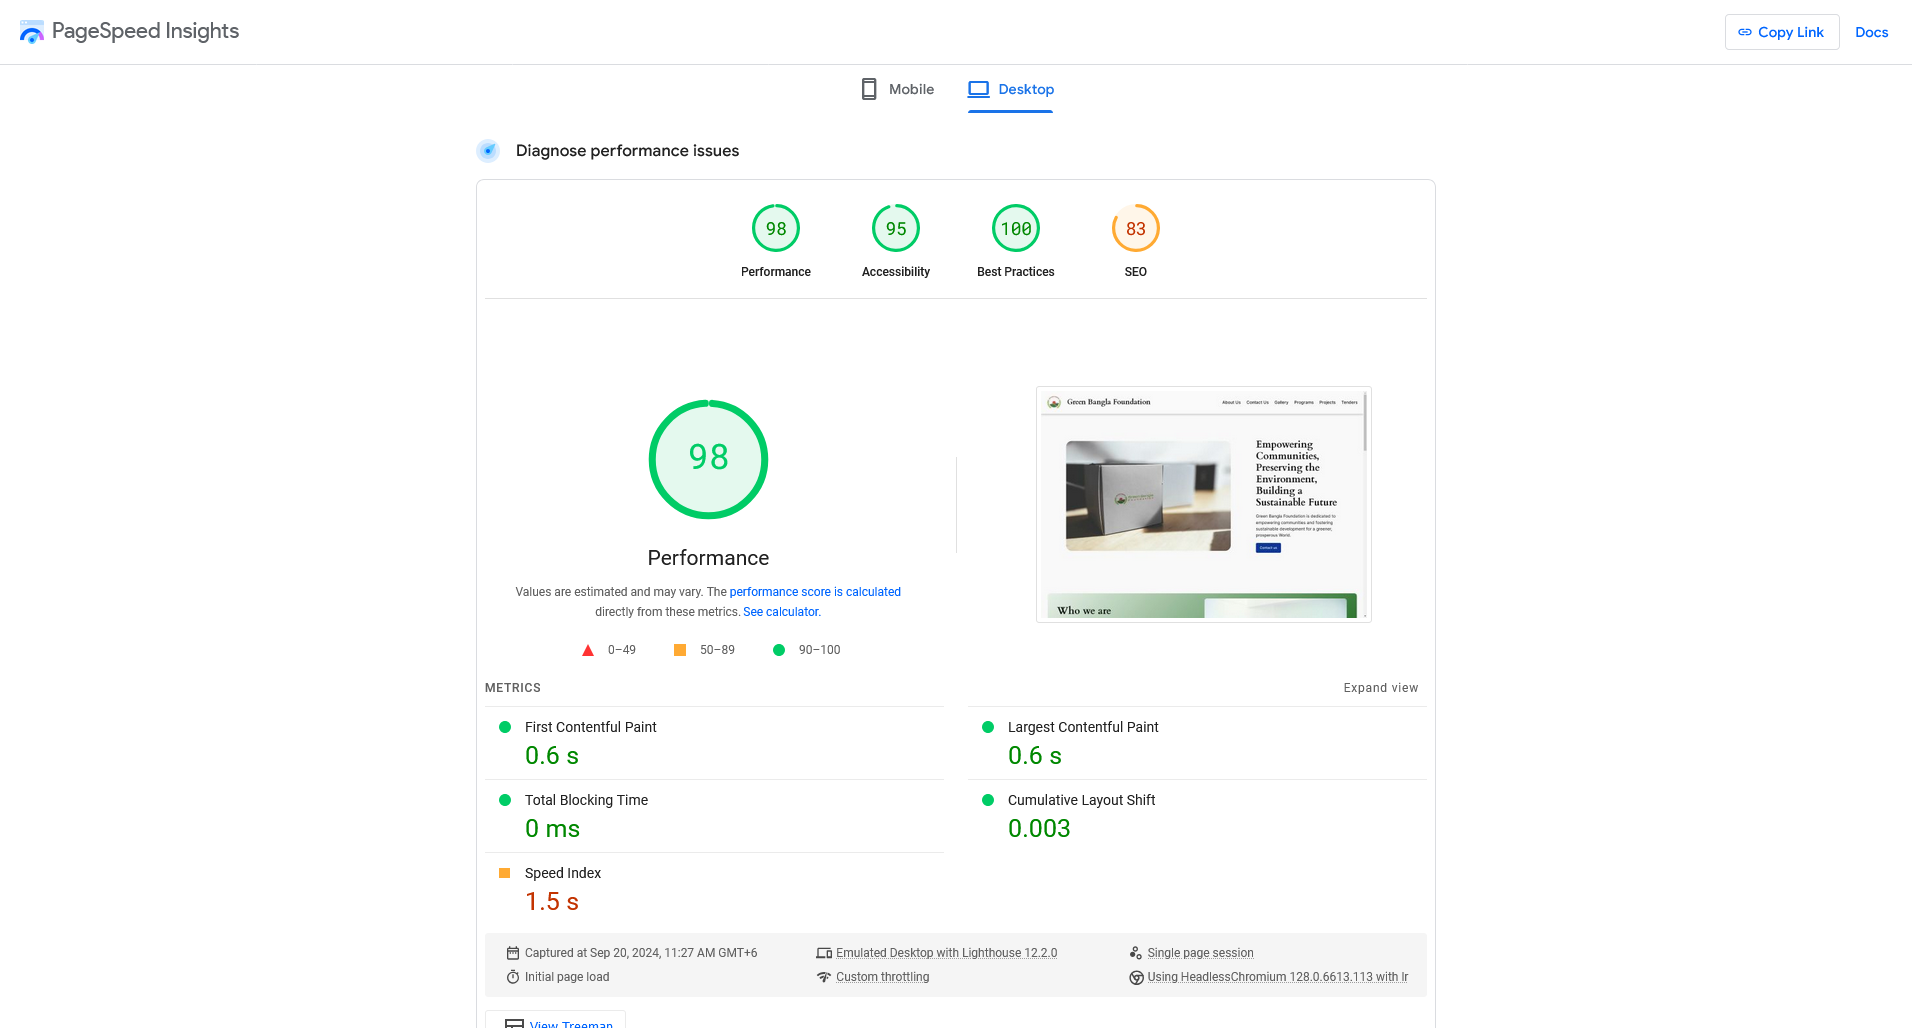 PageSpeed Insights
Copy Link
Docs
Mobile
Desktop
Diagnose performance issues
98
95
100
83
Performance
Accessibility
Best Practices
SEO
98
Performance
Values are estimated and may vary. The performance score is calculated
directly from these metrics. See calculator.
0–49
50–89
90–100
Green Bangla Foundation
About Us Contact Us Gallery Programs Projects Tenders
Empowering
Communities,
Preserving the
Environment,
Building a
Sustainable Future
Green Bangla Foundation is dedicated to
empowering communities and fostering
sustainable development for a greener,
prosperous World.
Contact us
Who we are
METRICS
Expand view
First Contentful Paint
0.6 s
Largest Contentful Paint
0.6 s
Total Blocking Time
0 ms
Cumulative Layout Shift
0.003
Speed Index
1.5 s
Captured at Sep 20, 2024, 11:27 AM GMT+6
Emulated Desktop with Lighthouse 12.2.0
Single page session
Initial page load
Custom throttling
Using HeadlessChromium 128.0.6613.113 with lr
View Treemap